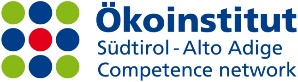 Ökoinstitut
Südtirol - Alto Adige
Competence network